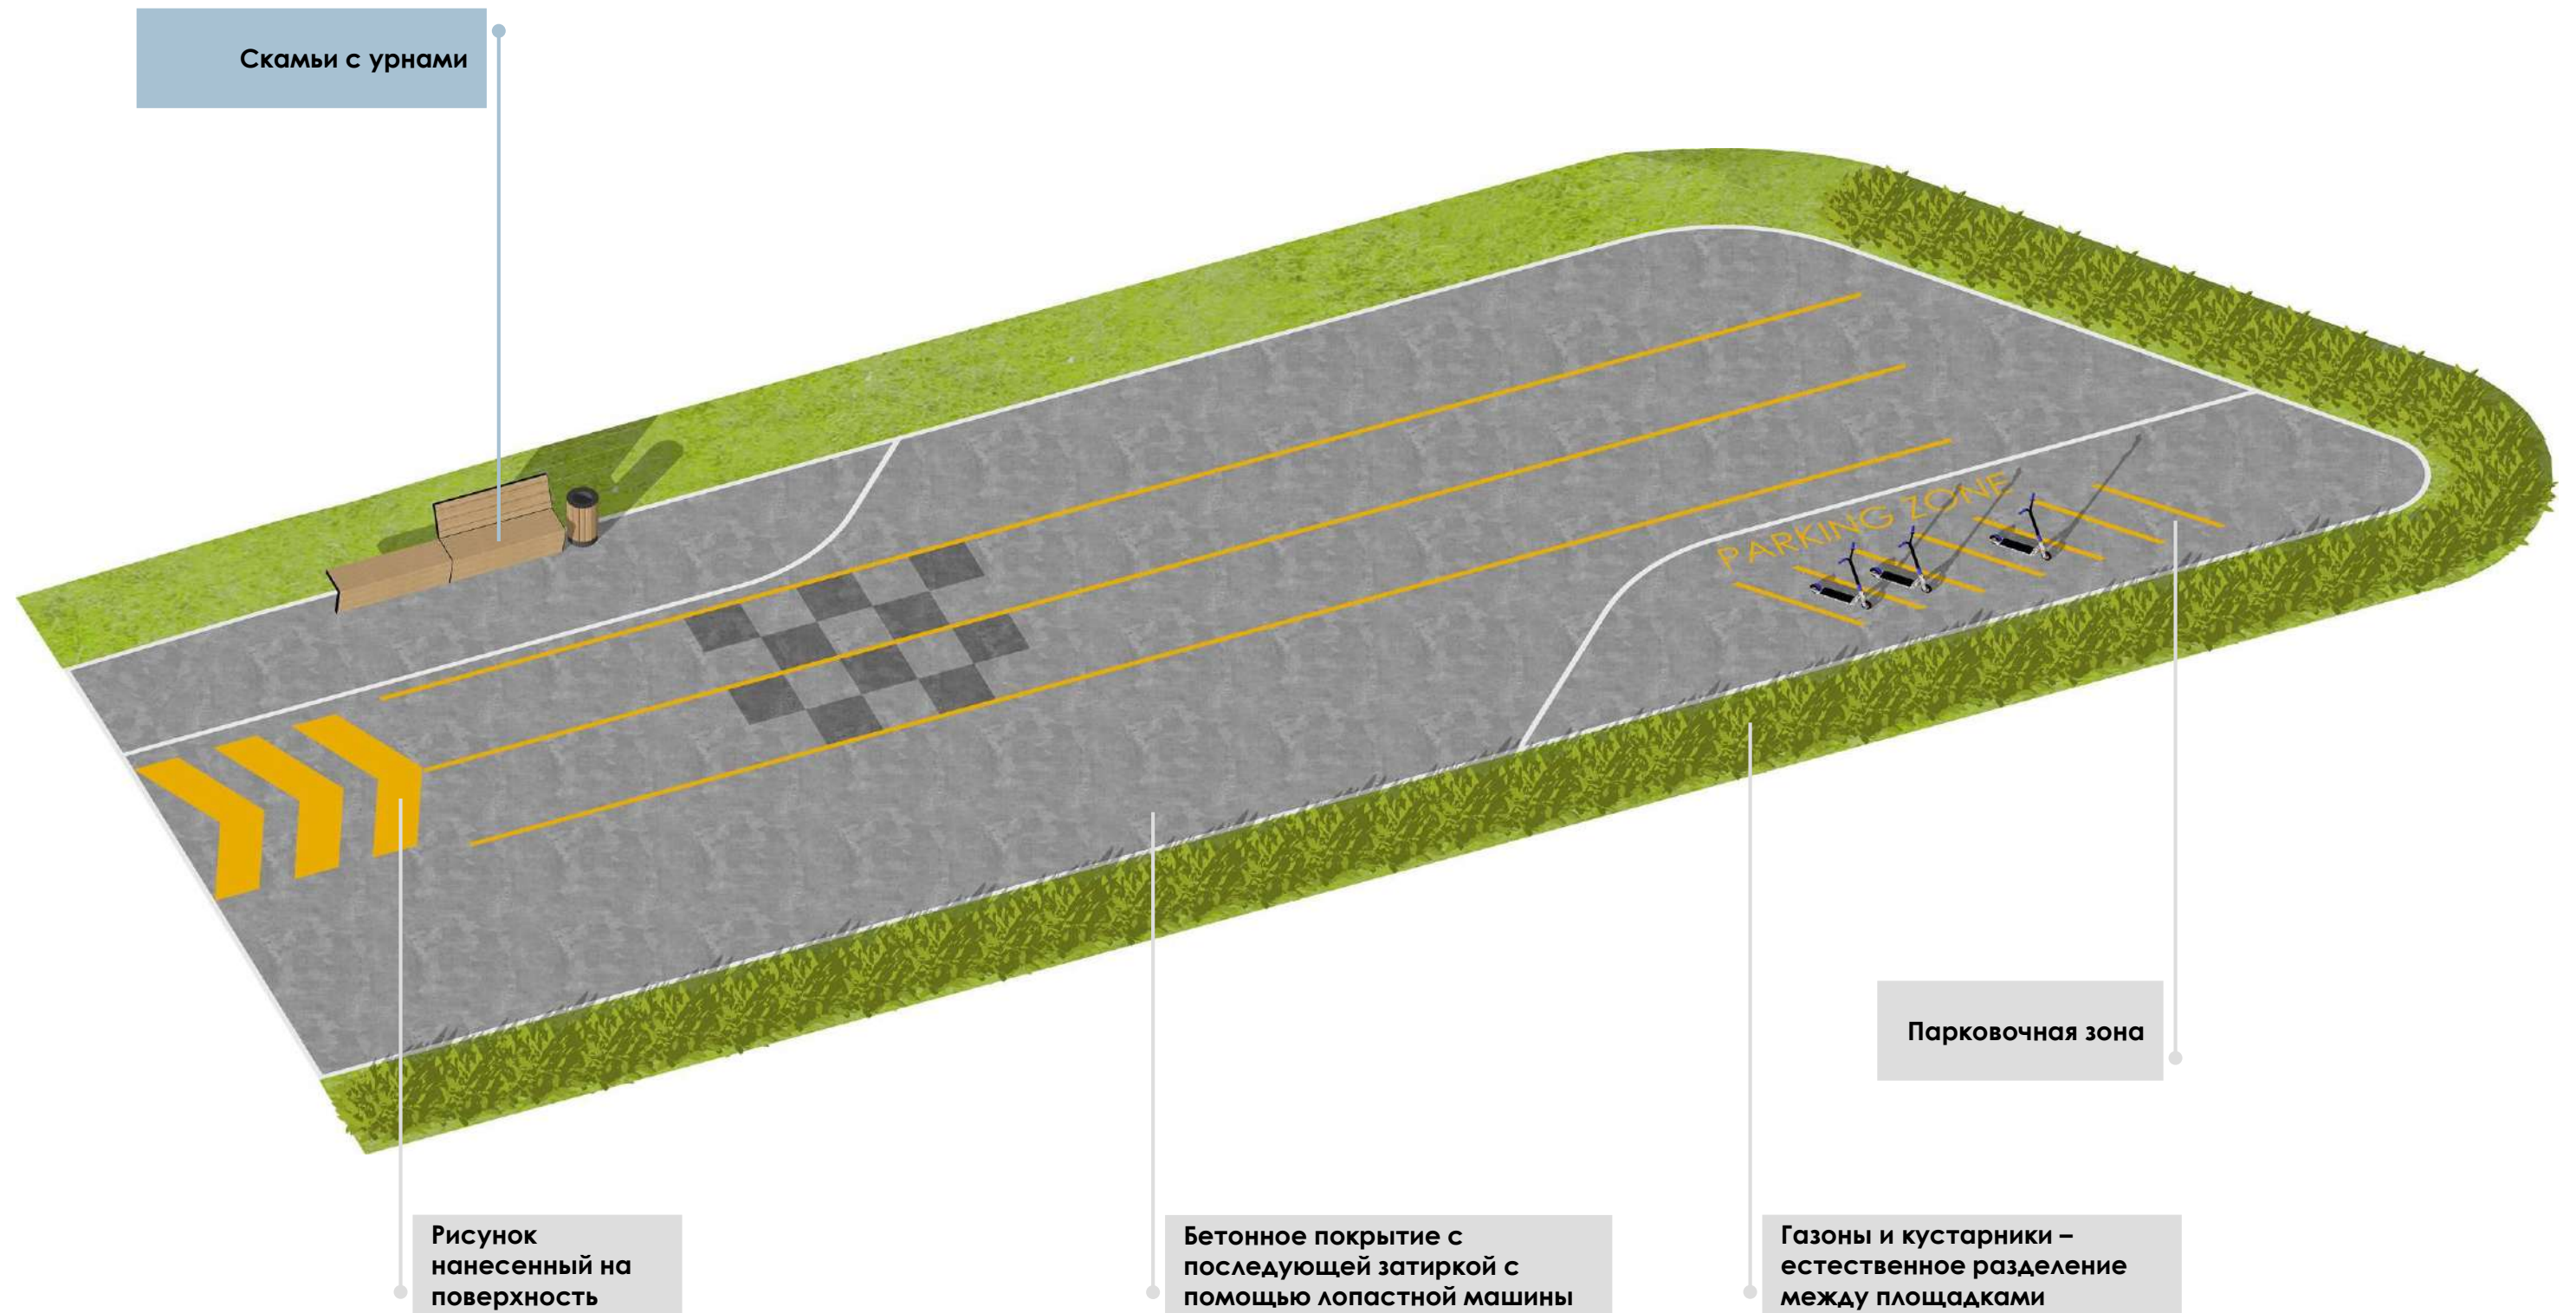 Скамьи с урнами
PARKING ZONE
Парковочная зона
Рисунок
нанесенный на
поверхность
Бетонное покрытие с
последующей затиркой с
помощью лопастной машины
Газоны и кустарники –
естественное разделение
между площадками